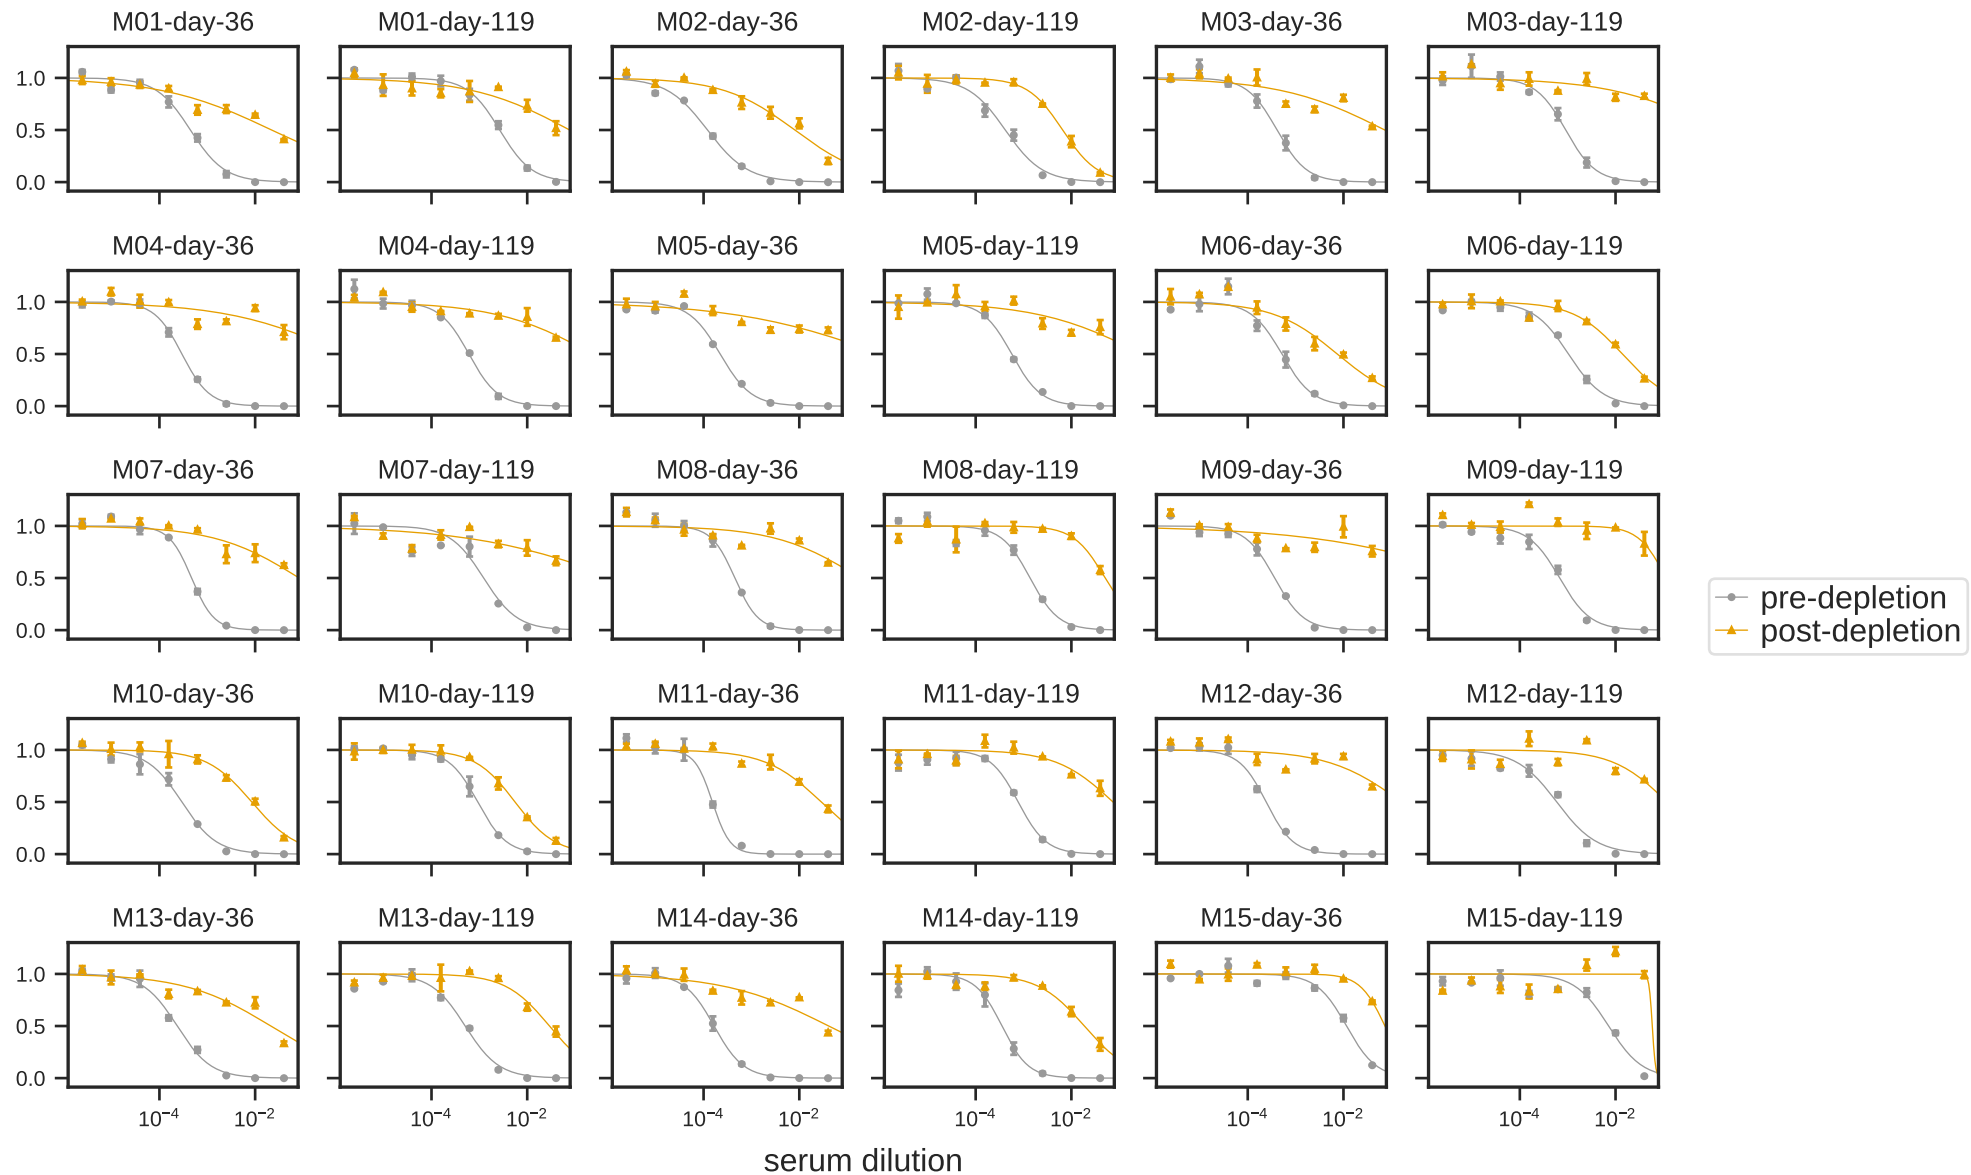 M01-day-36 M01-day-119 M02-day-36 M02-day-119 M03-day-36 M03-day-119
1.0
0.5
0.0
M04-day-36 M04-day-119 M05-day-36 M05-day-119 M06-day-36 M06-day-119
1.0
0.5
0.0
M07-day-36 M07-day-119 M08-day-36 M08-day-119 M09-day-36 M09-day-119
1.0
0.5
0.0
pre-depletion
post-depletion
M10-day-36 M10-day-119 M11-day-36 M11-day-119 M12-day-36 M12-day-119
1.0
0.5
0.0
M13-day-36 M13-day-119 M14-day-36 M14-day-119 M15-day-36 M15-day-119
1.0
0.5
0.0
10⁻⁴ 10⁻² 10⁻⁴ 10⁻² 10⁻⁴ 10⁻² 10⁻⁴ 10⁻² 10⁻⁴ 10⁻² 10⁻⁴ 10⁻²
serum dilution